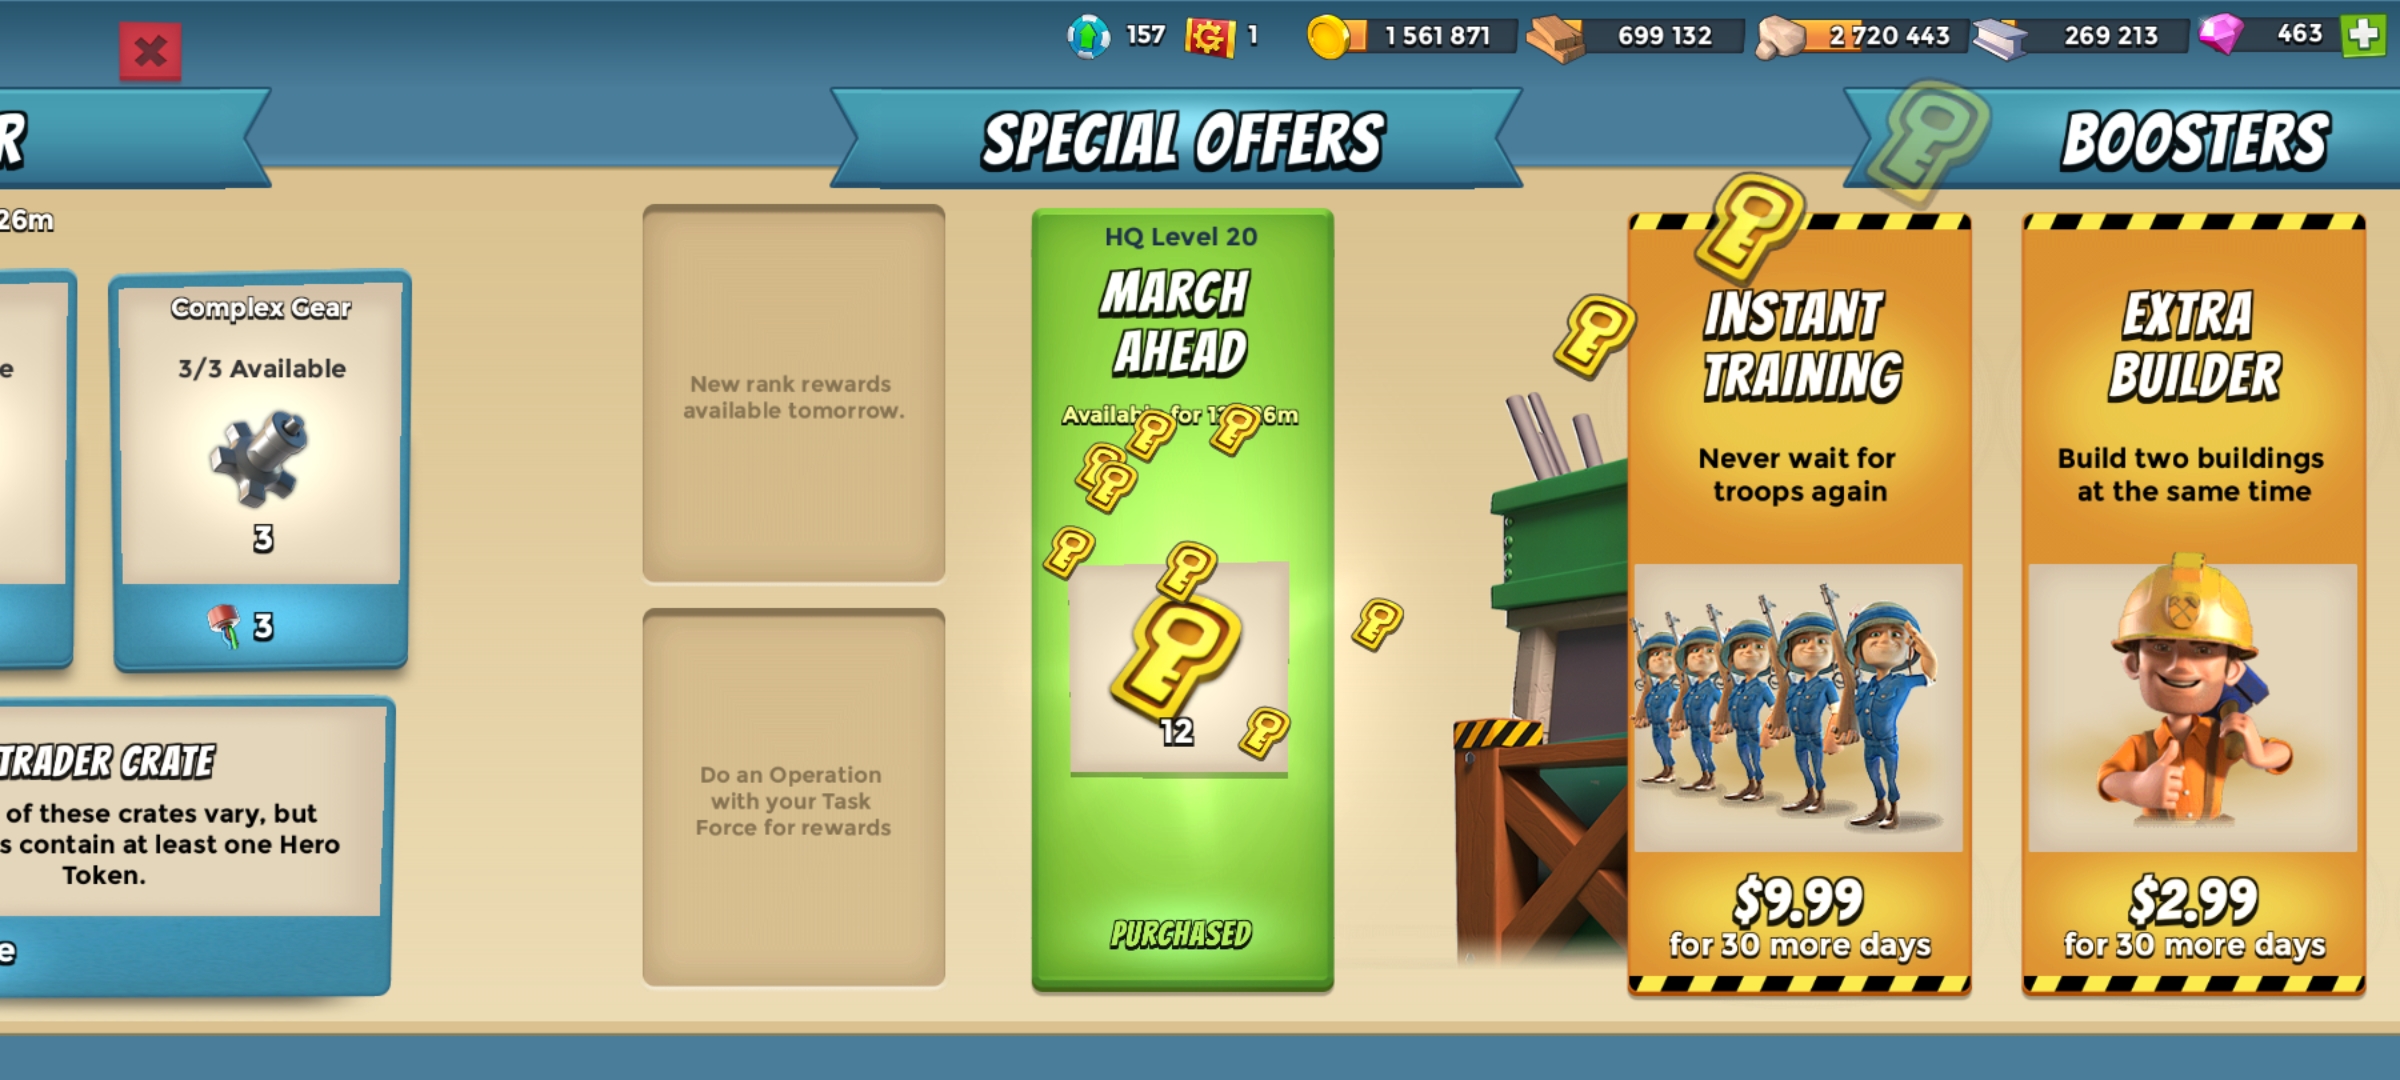 157
1
1 561 871
699 132
2 720 443
269 213
463
R
SPECIAL OFFERS
BOOSTERS
26m
e
Complex Gear
3/3 Available
3
3
TRADER CRATE
of these crates vary, but
s contain at least one Hero
Token.
e
New rank rewards
available tomorrow.
Do an Operation
with your Task
Force for rewards
HQ Level 20
MARCH
AHEAD
for
12
PURCHASED
INSTANT
TRAINING
Never wait for
troops again
$9.99
for 30 more days
EXTRA
BUILDER
Build two buildings
at the same time
$2.99
for 30 more days